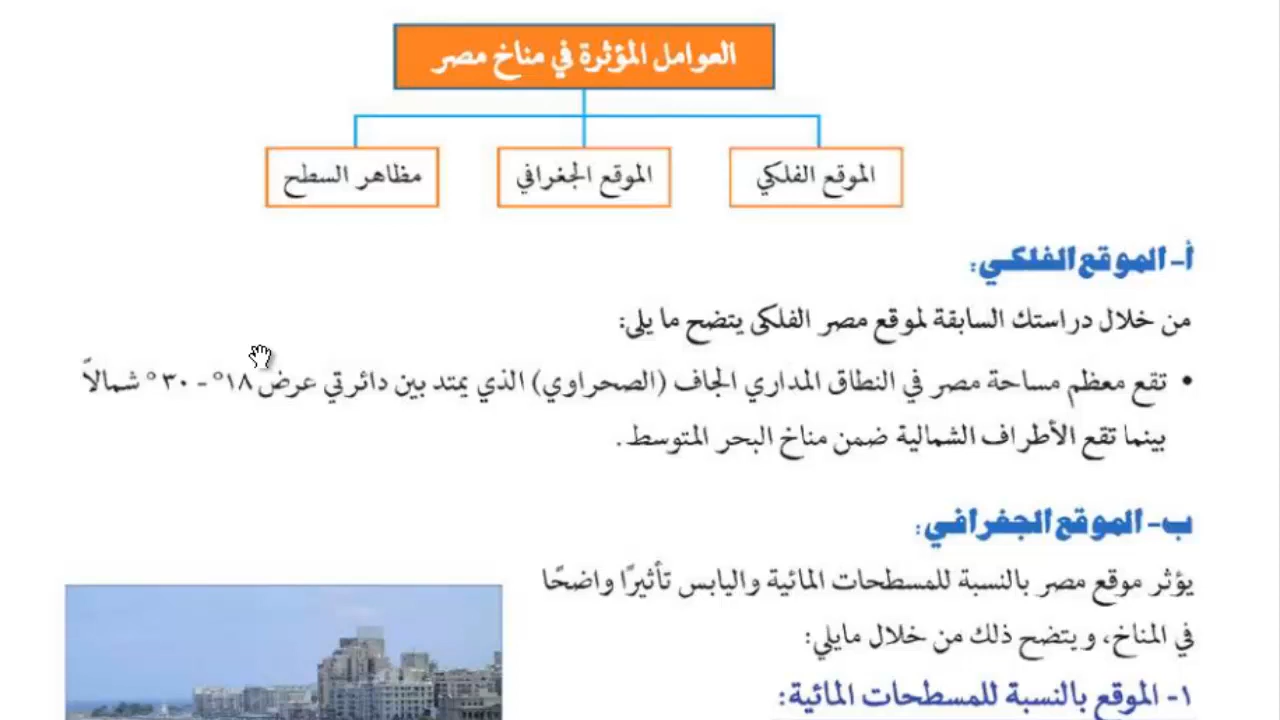 العوامل المؤثرة في مناخ مصر
الموقع الفلكي
الموقع الجغرافي
مظاهر السطح
أ- الموقع الفلكي:
من خلال دراستك السابقة لموقع مصر الفلكى يتضح ما يلى:
• تقع معظم مساحة مصر في النطاق المداري الجاف (الصحراوي) الذي يمتد بين دائرتي عرض ١٨° - ٣٠° شمالاً
بينما تقع الأطراف الشمالية ضمن مناخ البحر المتوسط.
ب- الموقع الجغرافي:
يؤثر موقع مصر بالنسبة للمسطحات المائية واليابس تأثيرًا واضحًا
في المناخ، ويتضح ذلك من خلال مايلي:
١- الموقع بالنسبة للمسطحات المائية: